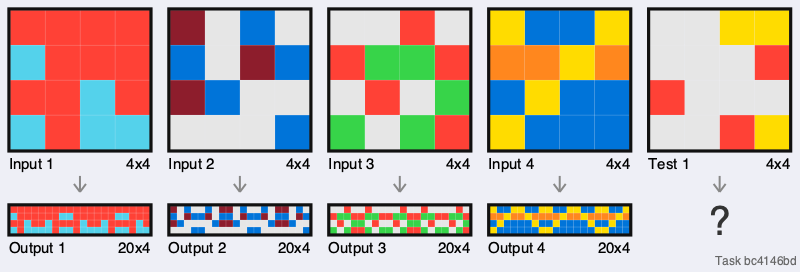 Input 1 4x4
Input 2 4x4
Input 3 4x4
Input 4 4x4
Test 1 4x4
Output 1 20x4
Output 2 20x4
Output 3 20x4
Output 4 20x4
?
Task bc4146bd